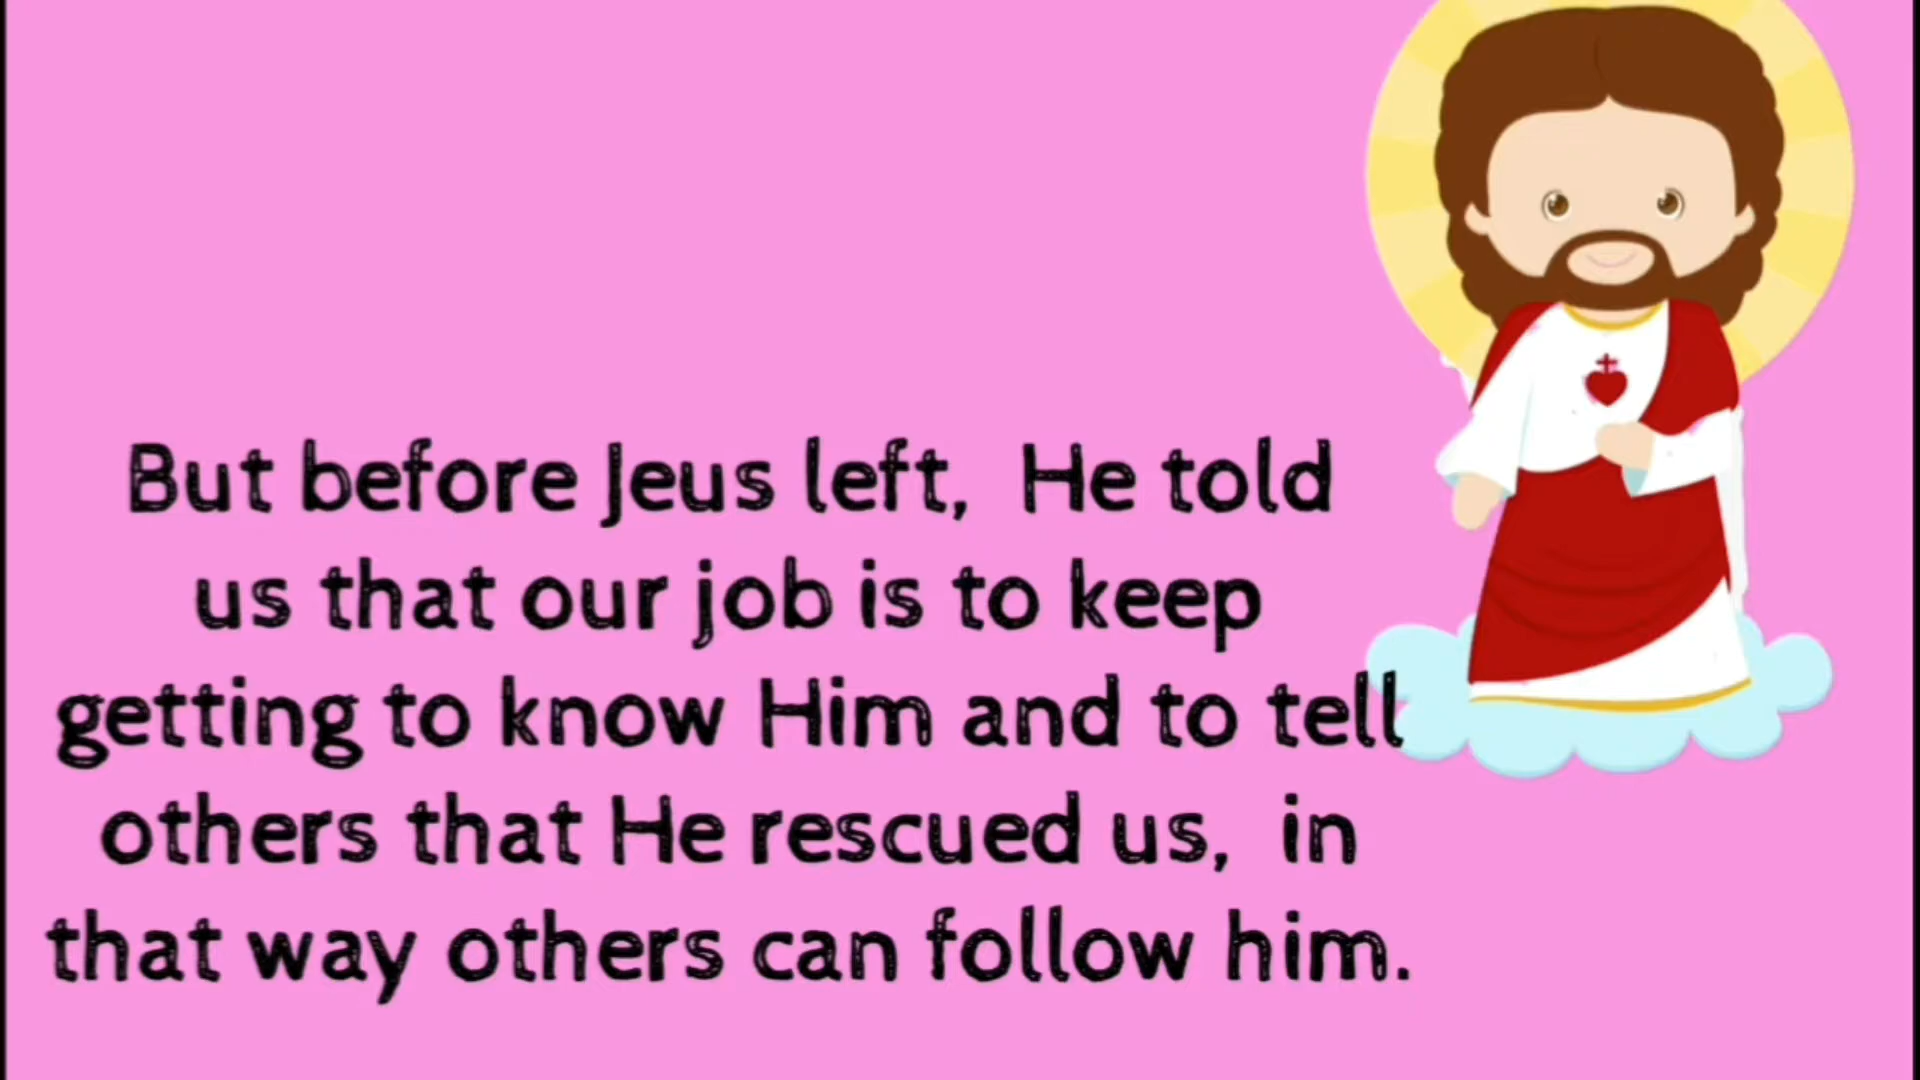 But before Jeus left, He told
us that our job is to keep
getting to know Him and to tell
others that He rescued us, in
that way others can follow him.